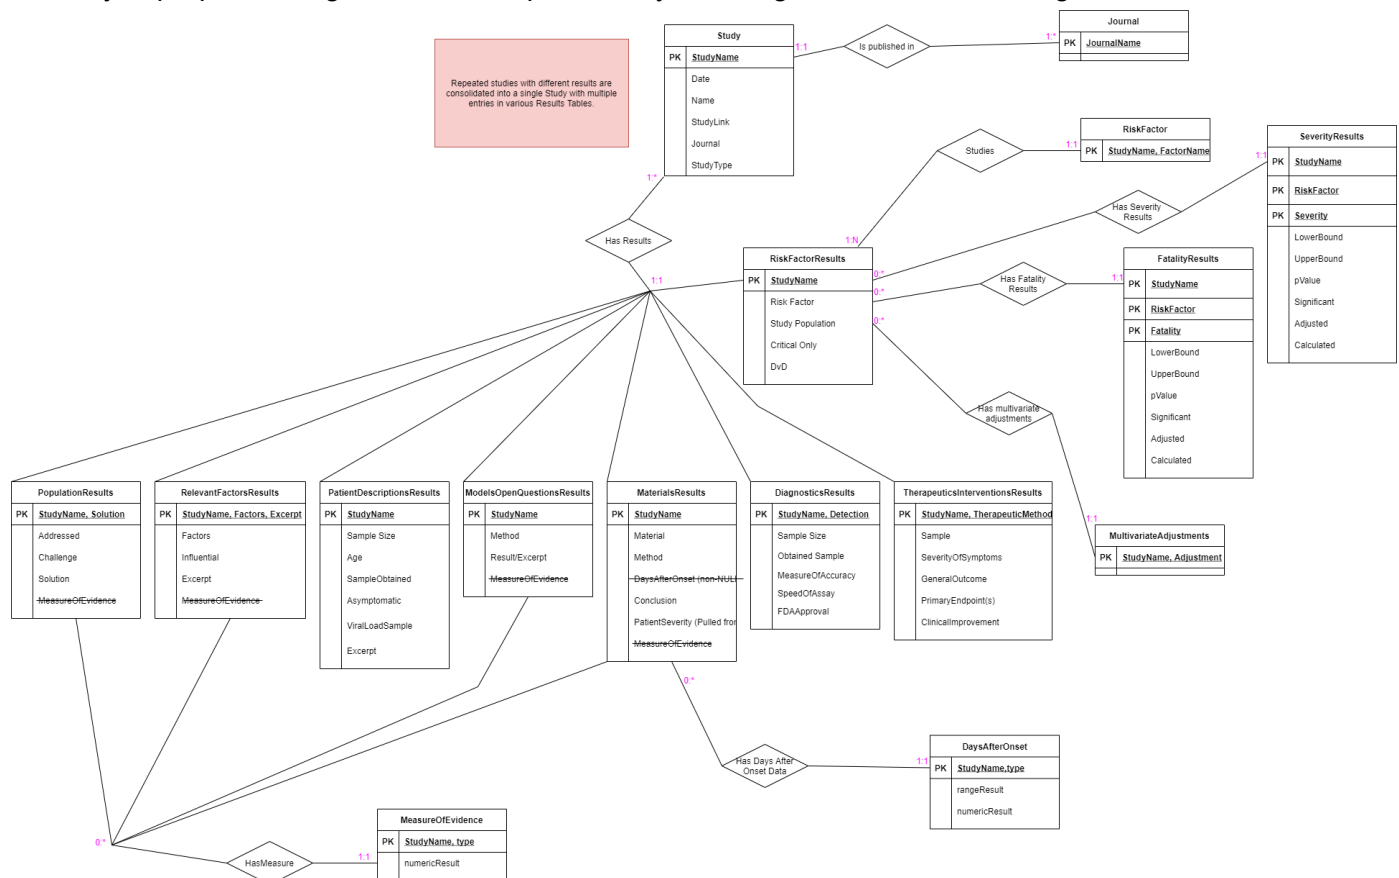 Journal
PK JournalName
Study
PK StudyName
Date
Name
StudyLink
Journal
StudyType
1:1
Is published in
1:*
Repeated studies with different results are
consolidated into a single Study with multiple
entries in various Results Tables.
RiskFactor
PK StudyName, FactorName
Studies
1:1
SeverityResults
PK StudyName
PK RiskFactor
PK Severity
LowerBound
UpperBound
pValue
Significant
Adjusted
Calculated
1:1
Has Severity
Results
1:*
Has Results
1:1
1:N
RiskFactorResults
PK StudyName
Risk Factor
Study Population
Critical Only
DvD
0:*
0:*
0:*
Has Fatality
Results
1:1
FatalityResults
PK StudyName
PK RiskFactor
PK Fatality
LowerBound
UpperBound
pValue
Significant
Adjusted
Calculated
Has multivariate
adjustments
1:1
MultivariateAdjustments
PK StudyName, Adjustment
PopulationResults
PK StudyName, Solution
Addressed
Challenge
Solution
MeasureOfEvidence
RelevantFactorsResults
PK StudyName, Factors, Excerpt
Factors
Influential
Excerpt
MeasureOfEvidence
PatientDescriptionsResults
PK StudyName
Sample Size
Age
SampleObtained
Asymptomatic
ViralLoadSample
Excerpt
ModelsOpenQuestionsResults
PK StudyName
Method
Result/Excerpt
MeasureOfEvidence
MaterialsResults
PK StudyName
Material
Method
DaysAfterOnset (non-NULL
Conclusion
PatientSeverity (Pulled from
MeasureOfEvidence
DiagnosticsResults
PK StudyName, Detection
Sample Size
Obtained Sample
MeasureOfAccuracy
SpeedOfAssay
FDAApproval
TherapeuticsInterventionsResults
PK StudyName, TherapeuticMethod
Sample
SeverityOfSymptoms
GeneralOutcome
PrimaryEndpoint(s)
ClinicalImprovement
0:*
Has Days After
Onset Data
1:1
DaysAfterOnset
PK StudyName,type
rangeResult
numericResult
0:*
HasMeasure
1:1
MeasureOfEvidence
PK StudyName, type
numericResult